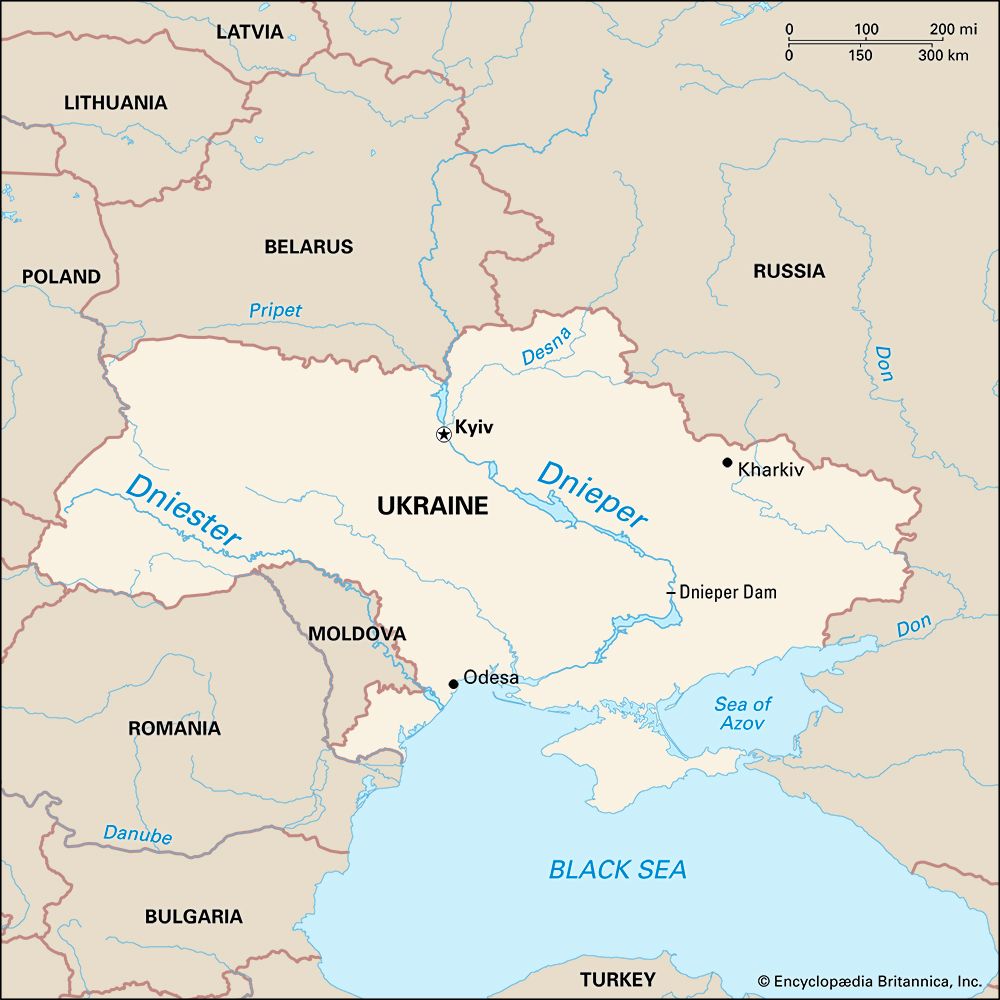 LATVIA
0 100 200 mi
0 150 300 km
LITHUANIA
BELARUS
POLAND
RUSSIA
Pripet
Desna
Don
Kyiv
Kharkiv
Dniester
UKRAINE
Dnieper
Dnieper Dam
MOLDOVA
Don
Odesa
Sea of
Azov
ROMANIA
Danube
BLACK SEA
BULGARIA
TURKEY
© Encyclopædia Britannica, Inc.